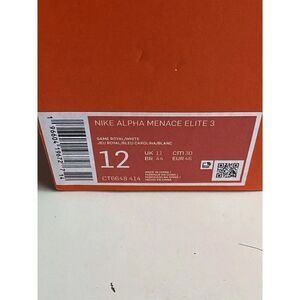 NIKE ALPHA MENACE ELITE 3
GAME ROYAL/WHITE
JEU ROYAL/BLEU CAROLINA/BLANC
12
UK 11 CM 30
BR 44 EUR 46
CT6648 414